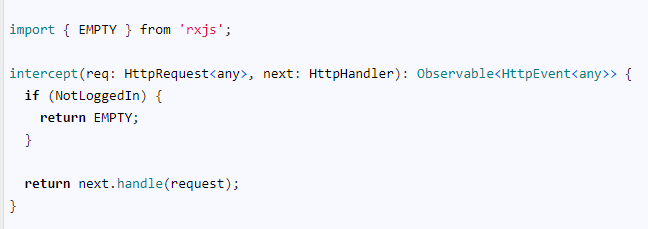 import { EMPTY } from 'rxjs';
intercept(req: HttpRequest<any>, next: HttpHandler): Observable<HttpEvent<any>> {
if (NotLoggedIn) {
return EMPTY;
}
return next.handle(request);
}